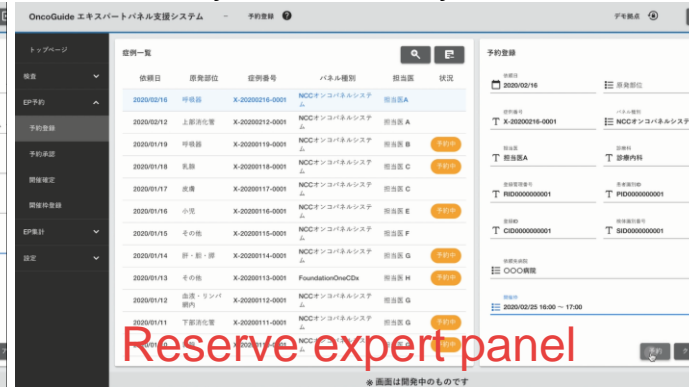 OncoGuide エキスパートパネル支援システム - 予約登録 ?
デモ拠点
トップページ
検査
EP予約
予約登録
予約承認
開催確定
開催枠登録
EP集計
設定
症例一覧
依頼日 原発部位 症例番号 パネル種別 担当医 状況
2020/02/16 呼吸器 X-20200216-0001 NCCオンコパネルシステム 担当医A
2020/02/12 上部消化管 X-20200212-0001 NCCオンコパネルシステム 担当医 A
2020/01/19 呼吸器 X-20200119-0001 NCCオンコパネルシステム 担当医 B 予約中
2020/01/18 乳腺 X-20200118-0001 NCCオンコパネルシステム 担当医 C 予約中
2020/01/17 皮膚 X-20200117-0001 NCCオンコパネルシステム 担当医 C
2020/01/16 小児 X-20200116-0001 NCCオンコパネルシステム 担当医 E 予約中
2020/01/15 その他 X-20200115-0001 NCCオンコパネルシステム 担当医 F
2020/01/14 肝・胆・膵 X-20200114-0001 NCCオンコパネルシステム 担当医 G 予約中
2020/01/13 その他 X-20200113-0001 FoundationOneCDx 担当医 H 予約中
2020/01/12 血液・リンパ網内 X-20200112-0001 NCCオンコパネルシステム 担当医 G
2020/01/11 下部消化管 X-20200111-0001 NCCオンコパネルシステム 担当医 G 予約中
予約登録
依頼日
2020/02/16
原発部位
症例番号
X-20200216-0001
パネル種別
NCCオンコパネルシステ
担当医
担当医A
診療科
診療内科
登録管理番号
RID0000000001
患者識別ID
PID0000000001
登録ID
CID0000000001
検体識別番号
SID0000000001
依頼先病院
〇〇〇病院
開催枠
2020/02/25 16:00 ~ 17:00
予約
Reserve expert panel
※ 画面は開発中のものです